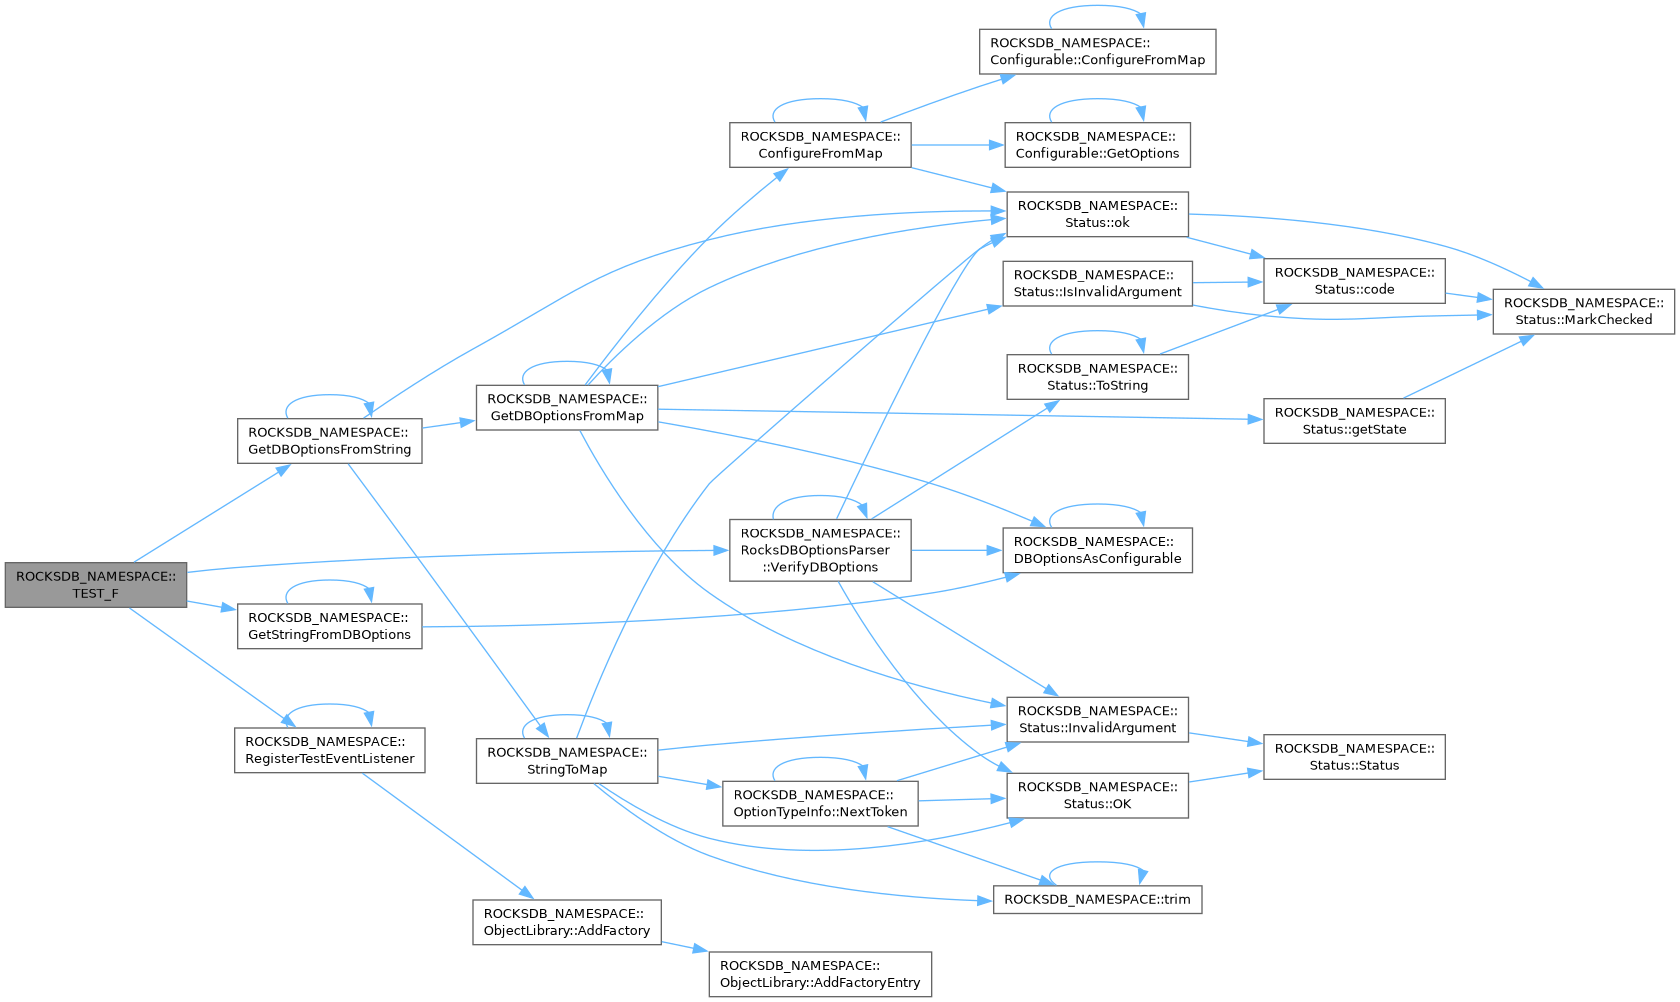 ROCKSDB_NAMESPACE::
TEST_F
ROCKSDB_NAMESPACE::
GetDBOptionsFromString
ROCKSDB_NAMESPACE::
GetStringFromDBOptions
ROCKSDB_NAMESPACE::
RegisterTestEventListener
ROCKSDB_NAMESPACE::
GetDBOptionsFromMap
ROCKSDB_NAMESPACE::
StringToMap
ROCKSDB_NAMESPACE::
ObjectLibrary::AddFactory
ROCKSDB_NAMESPACE::
ConfigureFromMap
ROCKSDB_NAMESPACE::
RocksDBOptionsParser
::VerifyDBOptions
ROCKSDB_NAMESPACE::
OptionTypeInfo::NextToken
ROCKSDB_NAMESPACE::
ObjectLibrary::AddFactoryEntry
ROCKSDB_NAMESPACE::
Configurable::ConfigureFromMap
ROCKSDB_NAMESPACE::
Configurable::GetOptions
ROCKSDB_NAMESPACE::
Status::ok
ROCKSDB_NAMESPACE::
Status::IsInvalidArgument
ROCKSDB_NAMESPACE::
Status::ToString
ROCKSDB_NAMESPACE::
DBOptionsAsConfigurable
ROCKSDB_NAMESPACE::
Status::InvalidArgument
ROCKSDB_NAMESPACE::
Status::OK
ROCKSDB_NAMESPACE::trim
ROCKSDB_NAMESPACE::
Status::code
ROCKSDB_NAMESPACE::
Status::getState
ROCKSDB_NAMESPACE::
Status::Status
ROCKSDB_NAMESPACE::
Status::MarkChecked